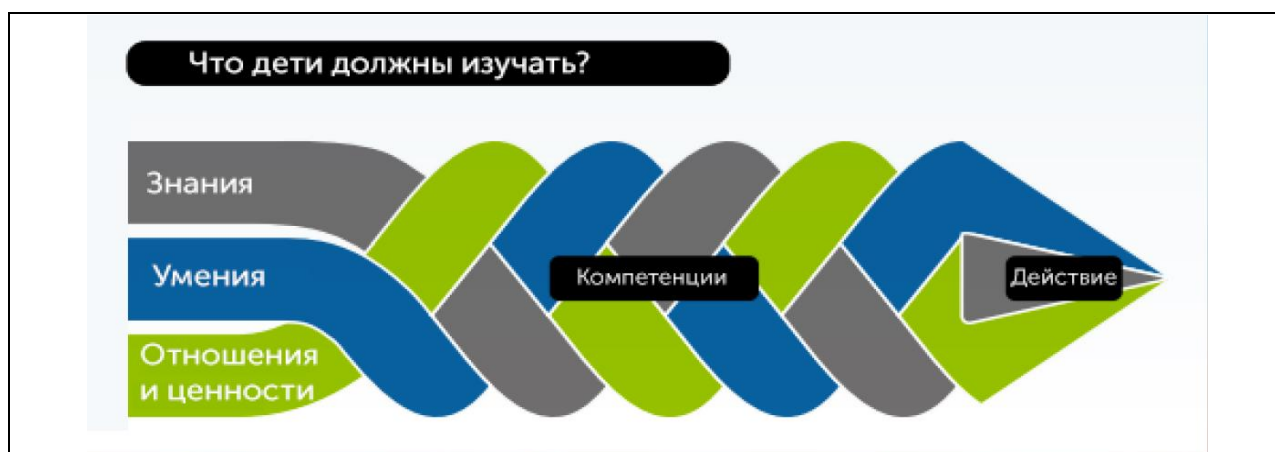 Что дети должны изучать?
Знания
Умения
Компетенции
Действие
Отношения
и ценности